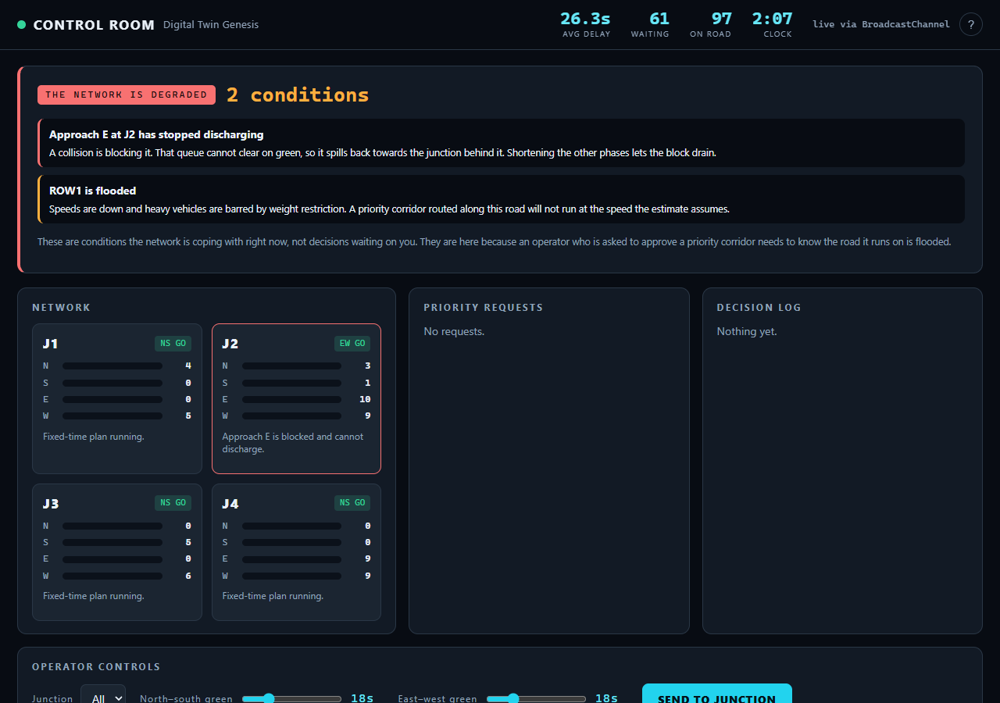 CONTROL ROOM Digital Twin Genesis
26.3s 61 97 2:07
AVG DELAY WAITING ON ROAD CLOCK
live via BroadcastChannel ?
THE NETWORK IS DEGRADED 2 conditions
Approach E at J2 has stopped discharging
A collision is blocking it. That queue cannot clear on green, so it spills back towards the junction behind it. Shortening the other phases lets the block drain.
ROW1 is flooded
Speeds are down and heavy vehicles are barred by weight restriction. A priority corridor routed along this road will not run at the speed the estimate assumes.
These are conditions the network is coping with right now, not decisions waiting on you. They are here because an operator who is asked to approve a priority corridor needs to know the road it runs on is flooded.
NETWORK
J1 NS GO
N 4
S 0
E 0
W 5
Fixed-time plan running.
J2 EW GO
N 3
S 1
E 10
W 9
Approach E is blocked and cannot
discharge.
J3 NS GO
N 0
S 5
E 0
W 6
Fixed-time plan running.
J4 NS GO
N 0
S 0
E 9
W 9
Fixed-time plan running.
PRIORITY REQUESTS
No requests.
DECISION LOG
Nothing yet.
OPERATOR CONTROLS
Junction All North–south green 18s East–west green 18s SEND TO JUNCTION